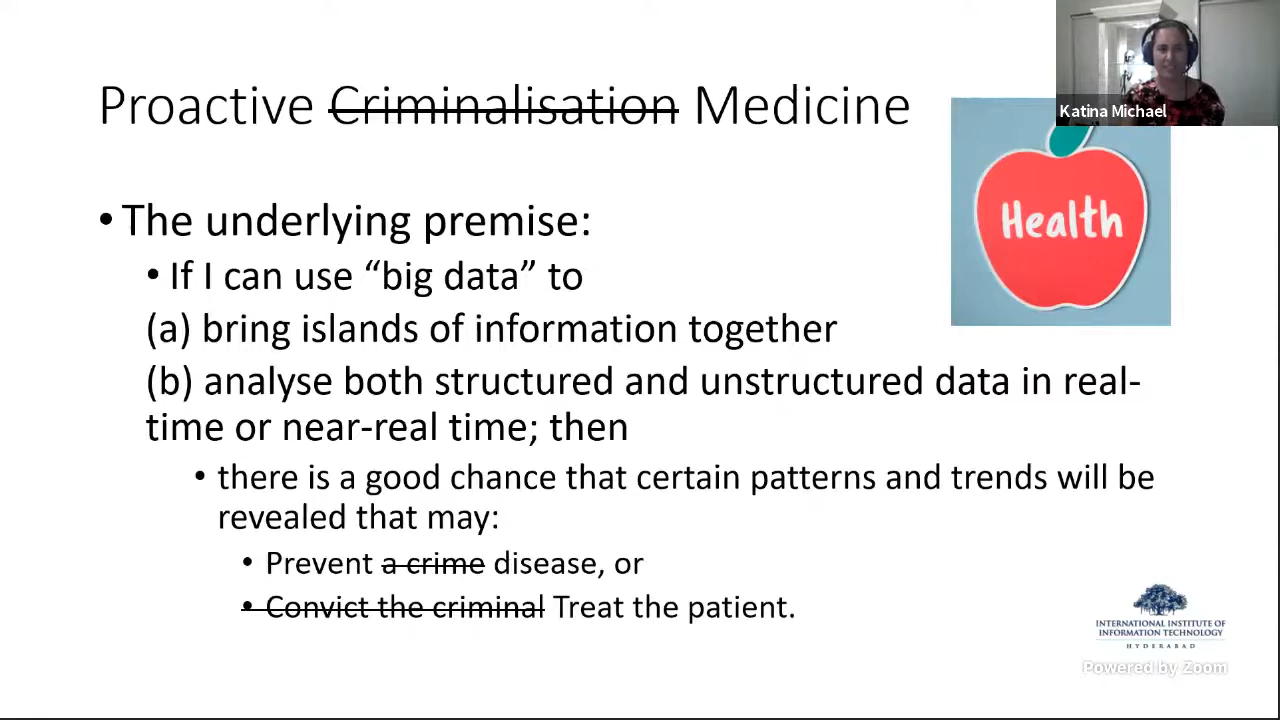 Proactive Criminalisation Medicine
Katina Michael
Health
• The underlying premise:
• If I can use “big data” to
(a) bring islands of information together
(b) analyse both structured and unstructured data in real-
time or near-real time; then
• there is a good chance that certain patterns and trends will be
revealed that may:
• Prevent a crime disease, or
• Convict the criminal Treat the patient.
INTERNATIONAL INSTITUTE OF
INFORMATION TECHNOLOGY
HYDERABAD
Powered by Zoom